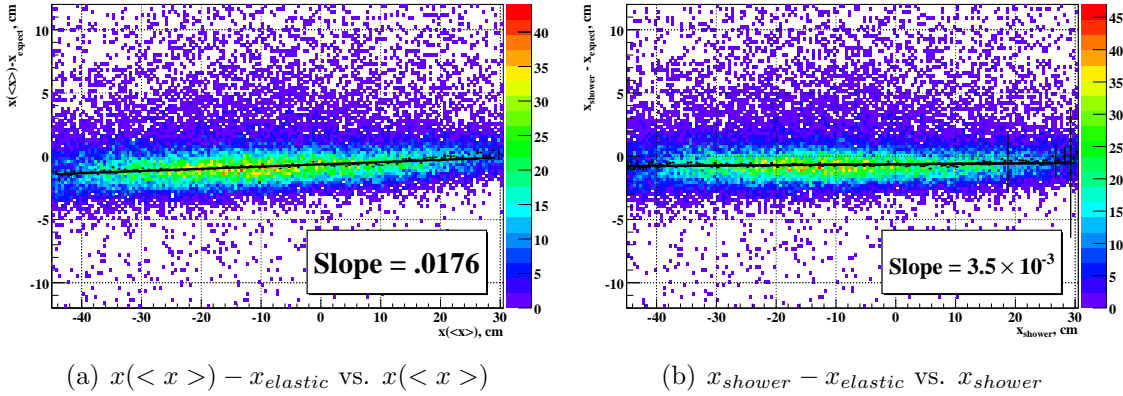 x(<x>)-x_expect, cm
10
5
0
-5
-10
-40 -30 -20 -10 0 10 20 30
x(<x>), cm
Slope = .0176
40
35
30
25
20
15
10
5
0
(a) x(< x >) − x_elastic vs. x(< x >)
x_shower - x_expect, cm
10
5
0
-5
-10
-40 -30 -20 -10 0 10 20 30
x_shower, cm
Slope = 3.5 × 10^-3
45
40
35
30
25
20
15
10
5
0
(b) x_shower − x_elastic vs. x_shower